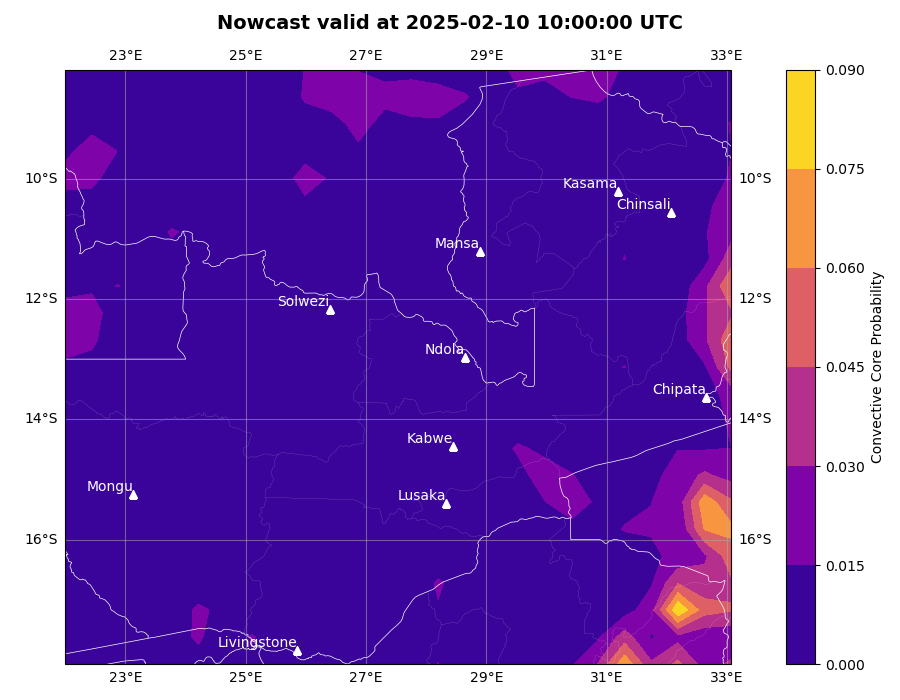 Nowcast valid at 2025-02-10 10:00:00 UTC
23°E 25°E 27°E 29°E 31°E 33°E
0.090
0.075
0.060
0.045
0.030
0.015
0.000
Convective Core Probability
10°S 10°S
12°S 12°S
14°S 14°S
16°S 16°S
Kasama
Chinsali
Mansa
Solwezi
Ndola
Chipata
Kabwe
Mongu
Lusaka
Livingstone
23°E 25°E 27°E 29°E 31°E 33°E